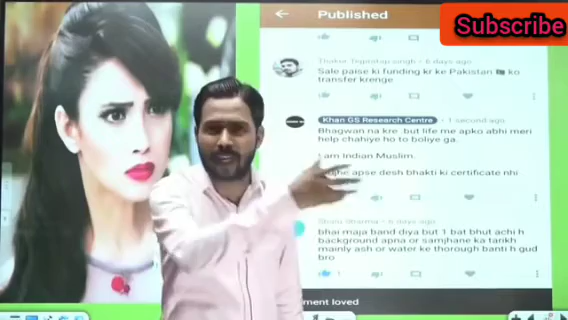 Published
Subscribe
Thakur Tejpratap singh • 6 days ago
Sale paise ki funding kr ke Pakistan ko
transfer krenge
Khan GS Research Centre • 1 second ago
Bhagwan na kre .but life me apko abhi meri
help chahiye ho to boliye ga.
I am Indian Muslim.
apse desh bhakti ki certificate nhi
Sharma • 6 days ago
bhai maja band diya but 1 bat bhut achi h
background apna or samjhane ka tarikh
mainly ash or water ke thorough banti h gud
bro
1
ment loved